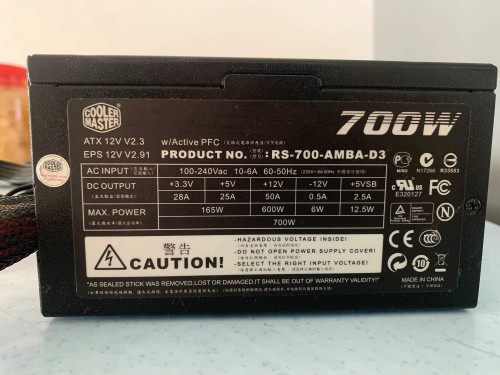 COOLER
MASTER
700W
ATX 12V V2.3
w/Active PFC
EPS 12V V2.91
PRODUCT NO. : RS-700-AMBA-D3
AC INPUT 100-240Vac 10-6A 60-50Hz
DC OUTPUT +3.3V +5V +12V -12V +5VSB
28A 25A 50A 0.5A 2.5A
MAX. POWER 165W 600W 6W 12.5W
700W
N17266 R33553
E320127
警告
CAUTION!
-HAZARDOUS VOLTAGE INSIDE!
-DO NOT OPEN POWER SUPPLY COVER!
-SELECT THE RIGHT INPUT VOLTAGE!
*AS SEALED STICK WAS REMOVED,LOST OR DAMAGED,IT SHALL BE OUT OF WARRANTY!
MADE IN CHINA
10